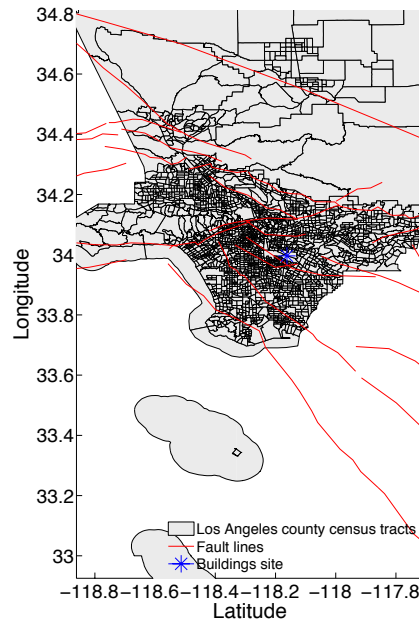 34.8
34.6
34.4
34.2
34
33.8
33.6
33.4
33.2
33
Longitude
Los Angeles county census tracts
Fault lines
Buildings site
−118.8 −118.6 −118.4 −118.2 −118 −117.8
Latitude